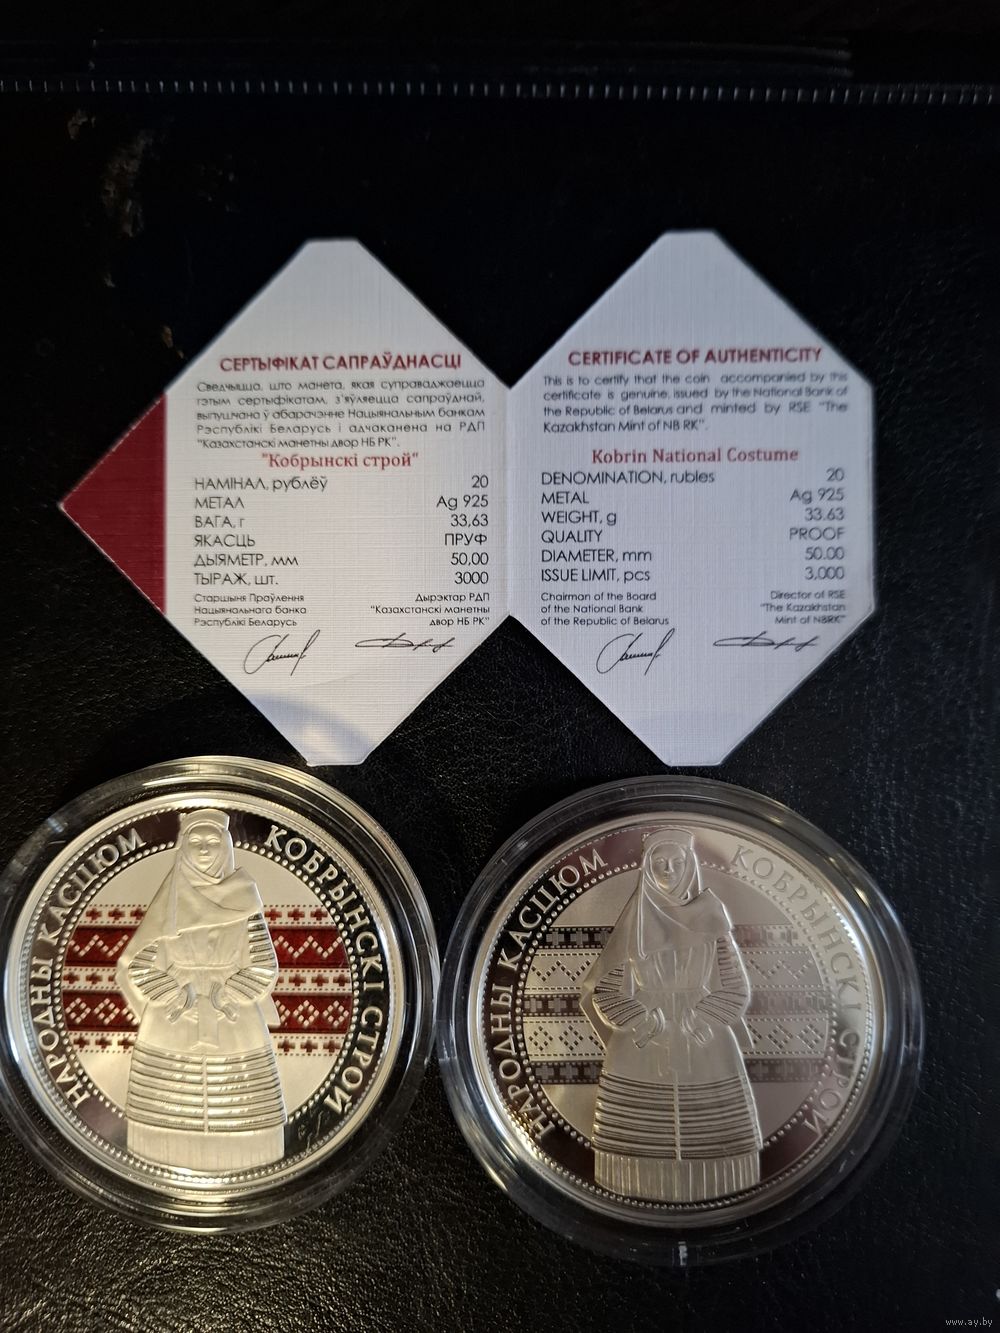 СЕРТЫФІКАТ САПРАЎДНАСЦІ
Сведчыцца, што манета, якая суправаджаецца
гэтым сертыфікатам, з'яўляецца сапраўднай,
выпушчана ў абарачэнне Нацыянальным банкам
Рэспублікі Беларусь і адчаканена на РДП
"Казахстанскі манетны двор НБ РК".
"Кобрынскі строй"
НАМІНАЛ, рублёў 20
МЕТАЛ Ag 925
ВАГА, г 33,63
ЯКАСЦЬ ПРУФ
ДЫЯМЕТР, мм 50,00
ТЫРАЖ, шт. 3000
Старшыня Праўлення
Нацыянальнага банка
Рэспублікі Беларусь
Дырэктар РДП
"Казахстанскі манетны
двор НБ РК"
CERTIFICATE OF AUTHENTICITY
This is to certify that the coin accompanied by this
certificate is genuine, issued by the National Bank of
the Republic of Belarus and minted by RSE "The
Kazakhstan Mint of NB RK".
Kobrin National Costume
DENOMINATION, rubles 20
METAL Ag 925
WEIGHT, g 33.63
QUALITY PROOF
DIAMETER, mm 50.00
ISSUE LIMIT, pcs 3,000
Chairman of the Board
of the National Bank
of the Republic of Belarus
Director of RSE
"The Kazakhstan
Mint of NBRK"
НАРОДНЫ КАСЦЮМ КОБРЫНСКІ СТРОЙ
НАРОДНЫ КАСЦЮМ КОБРЫНСКІ СТРОЙ
www.ay.by